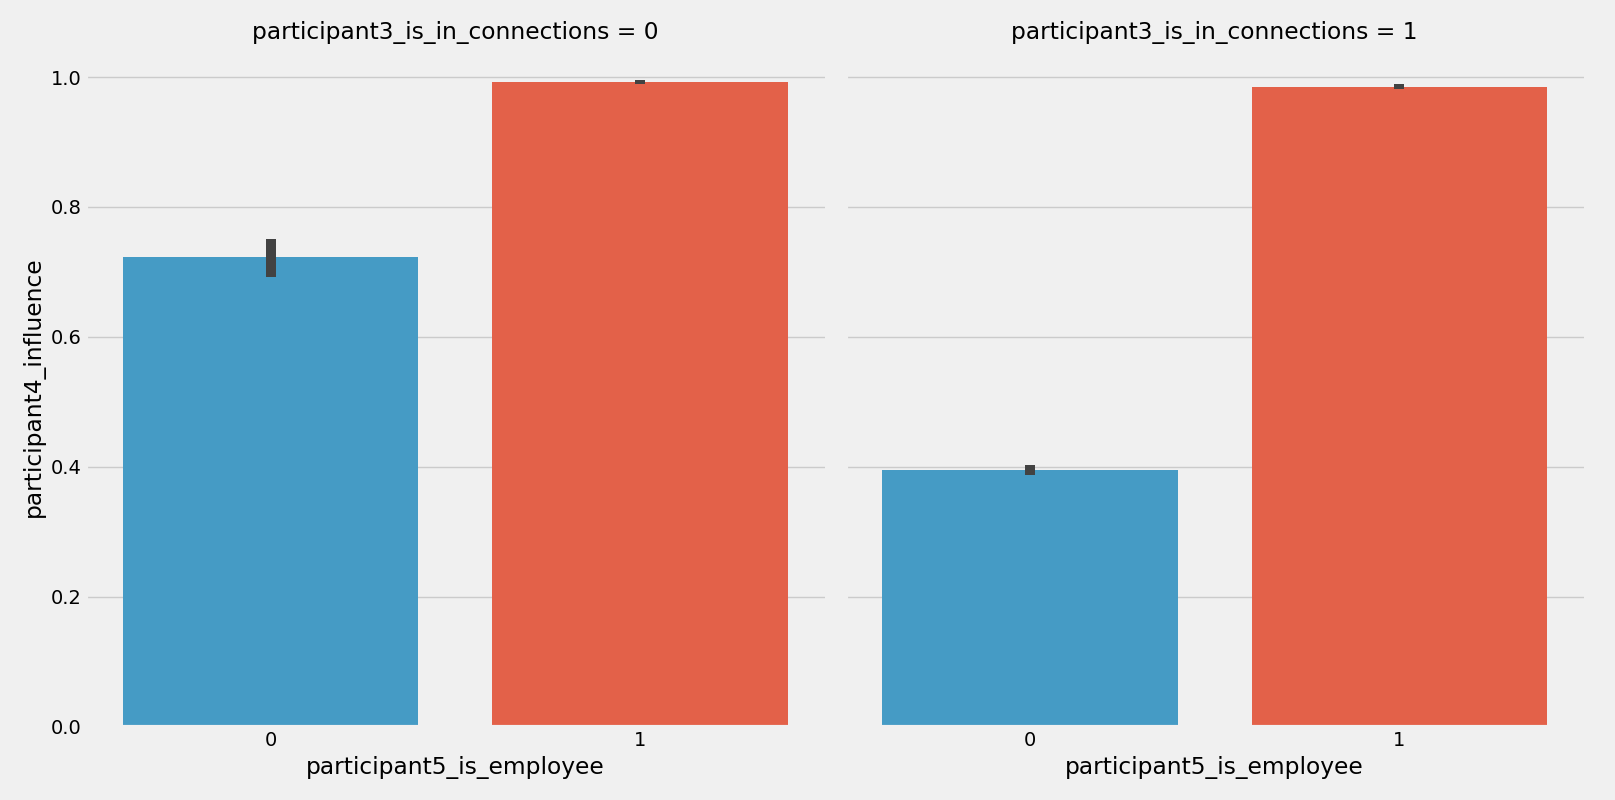 participant3_is_in_connections = 0
participant3_is_in_connections = 1
participant4_influence
1.0
0.8
0.6
0.4
0.2
0.0
0 1
0 1
participant5_is_employee
participant5_is_employee